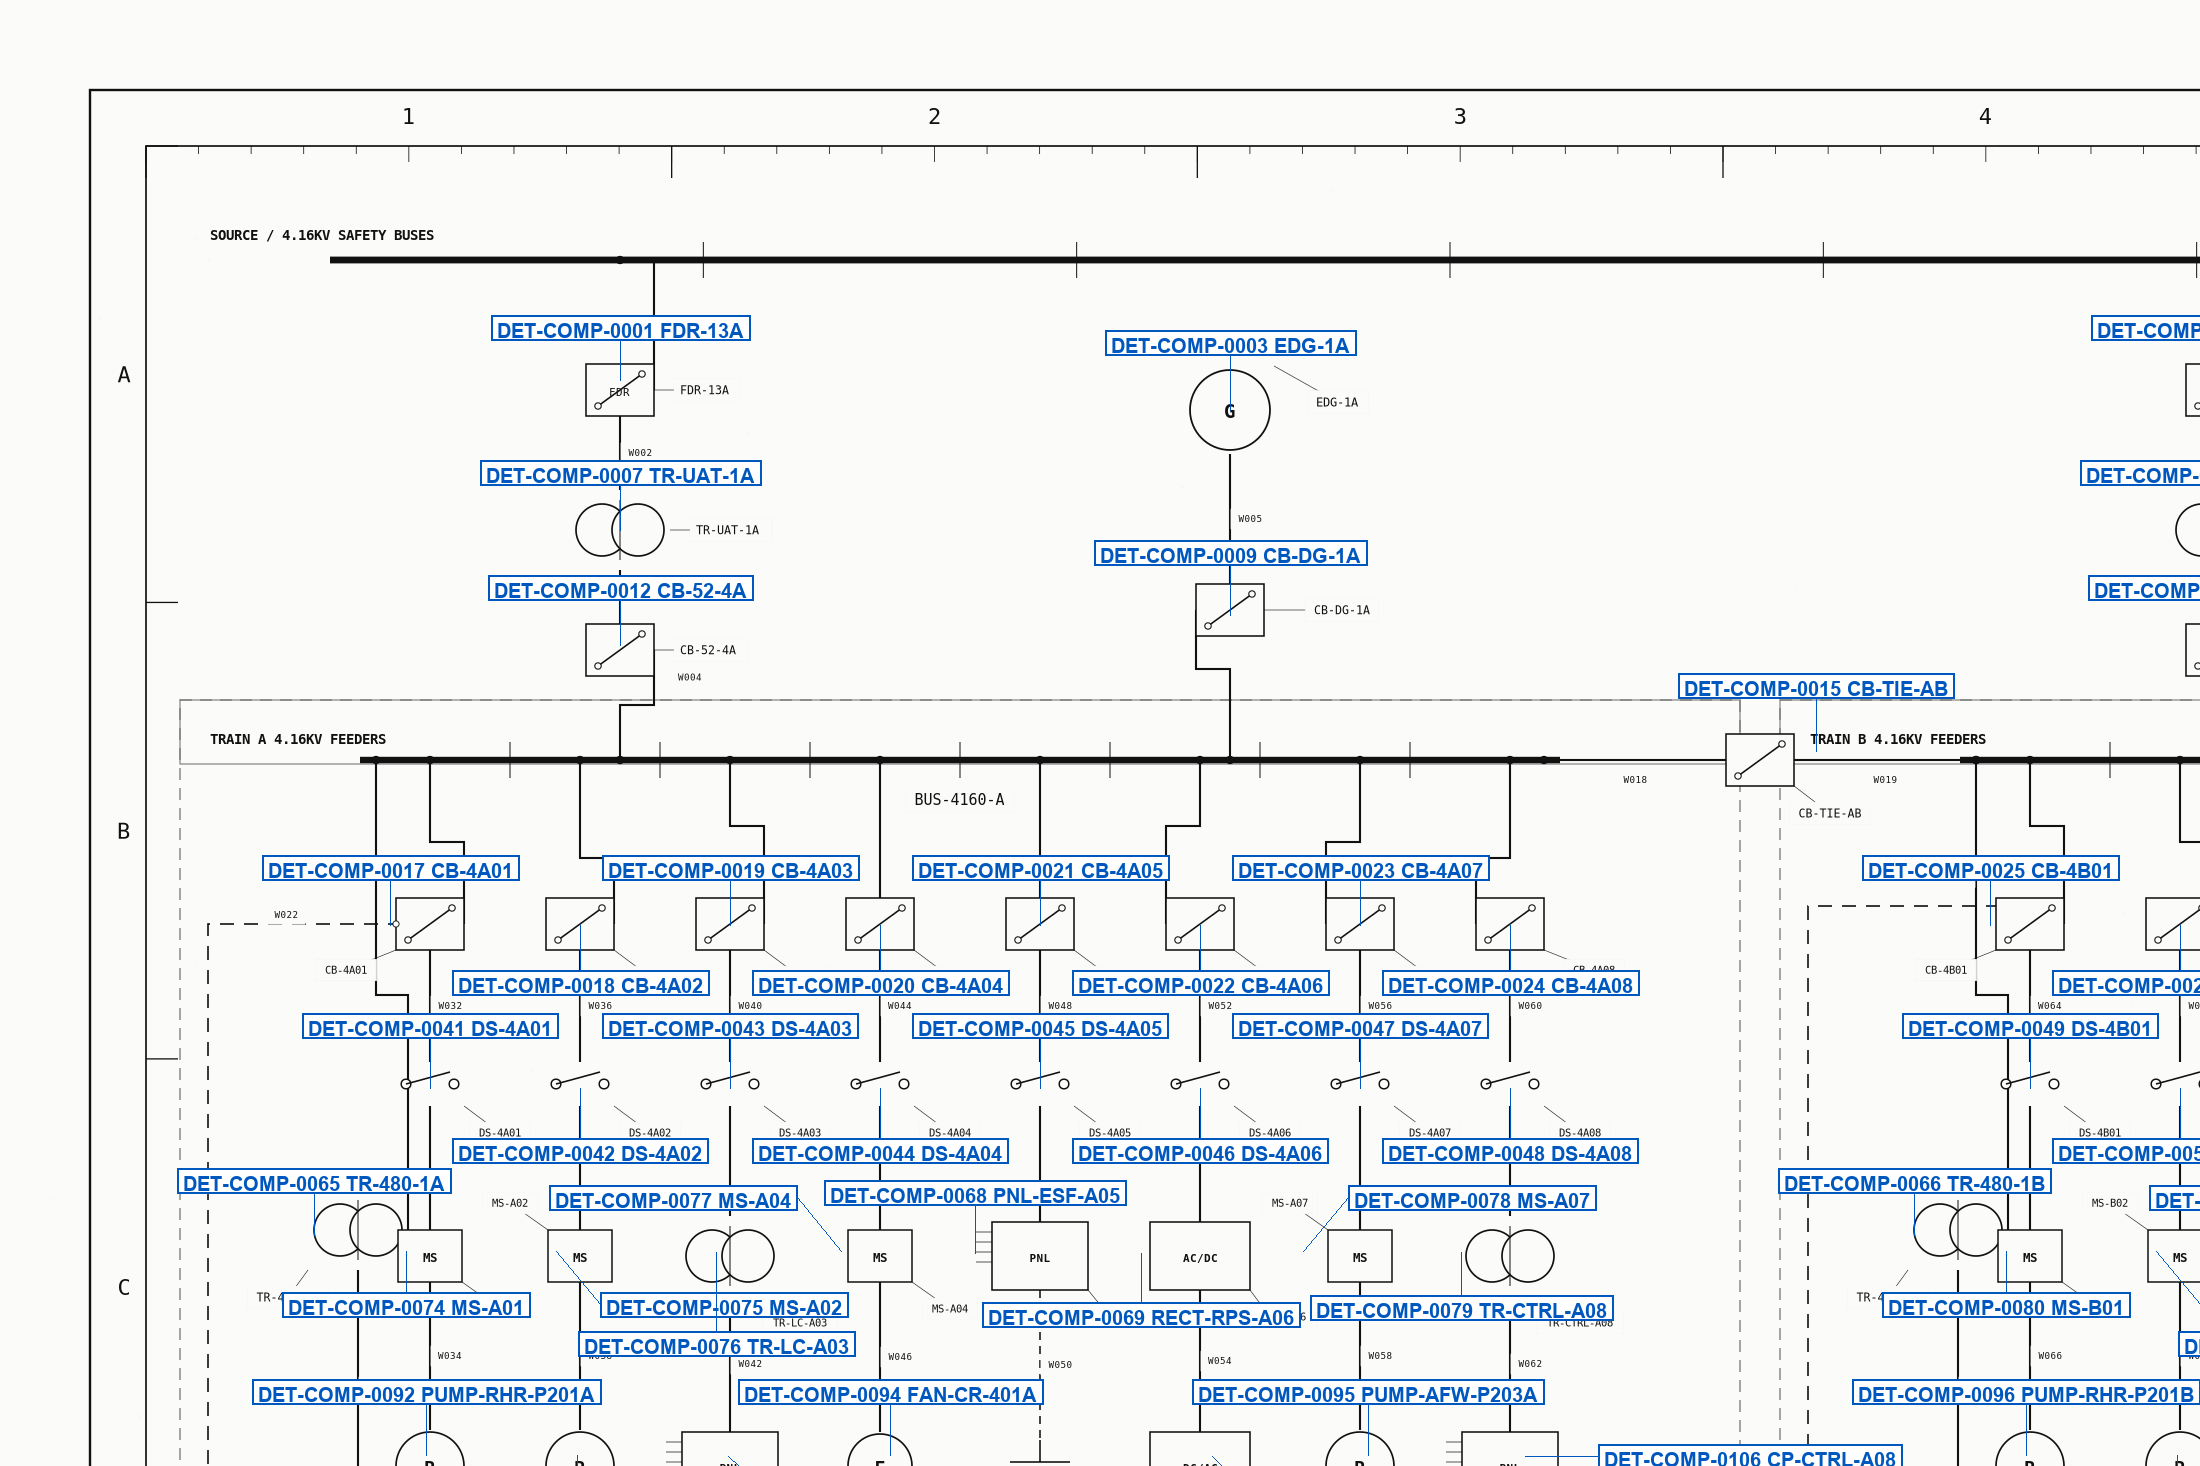 1 2 3 4
SOURCE / 4.16KV SAFETY BUSES
DET-COMP-0001 FDR-13A
DET-COMP-0003 EDG-1A
A
FDR
FDR-13A
EDG-1A
G
W002
DET-COMP-0007 TR-UAT-1A
W005
TR-UAT-1A
DET-COMP-0009 CB-DG-1A
DET-COMP-0012 CB-52-4A
CB-DG-1A
CB-52-4A
W004
DET-COMP-0015 CB-TIE-AB
TRAIN A 4.16KV FEEDERS
TRAIN B 4.16KV FEEDERS
W018 W019
BUS-4160-A
CB-TIE-AB
B
DET-COMP-0017 CB-4A01 DET-COMP-0019 CB-4A03 DET-COMP-0021 CB-4A05 DET-COMP-0023 CB-4A07 DET-COMP-0025 CB-4B01
W022
CB-4A01 CB-4A08 CB-4B01
DET-COMP-0018 CB-4A02 DET-COMP-0020 CB-4A04 DET-COMP-0022 CB-4A06 DET-COMP-0024 CB-4A08
W032 W036 W040 W044 W048 W052 W056 W060 W064
DET-COMP-0041 DS-4A01 DET-COMP-0043 DS-4A03 DET-COMP-0045 DS-4A05 DET-COMP-0047 DS-4A07 DET-COMP-0049 DS-4B01
DS-4A01 DS-4A02 DS-4A03 DS-4A04 DS-4A05 DS-4A06 DS-4A07 DS-4A08 DS-4B01
DET-COMP-0042 DS-4A02 DET-COMP-0044 DS-4A04 DET-COMP-0046 DS-4A06 DET-COMP-0048 DS-4A08
DET-COMP-0065 TR-480-1A DET-COMP-0066 TR-480-1B
MS-A02 DET-COMP-0077 MS-A04 DET-COMP-0068 PNL-ESF-A05 MS-A07 DET-COMP-0078 MS-A07 MS-B02
MS MS MS PNL AC/DC MS MS MS
C
DET-COMP-0074 MS-A01 DET-COMP-0075 MS-A02 MS-A04 DET-COMP-0069 RECT-RPS-A06 DET-COMP-0079 TR-CTRL-A08 DET-COMP-0080 MS-B01
TR-LC-A03 TR-CTRL-A08
DET-COMP-0076 TR-LC-A03
W034 W042 W046 W050 W054 W058 W062 W066
DET-COMP-0092 PUMP-RHR-P201A DET-COMP-0094 FAN-CR-401A DET-COMP-0095 PUMP-AFW-P203A DET-COMP-0096 PUMP-RHR-P201B
DET-COMP-0106 CP-CTRL-A08